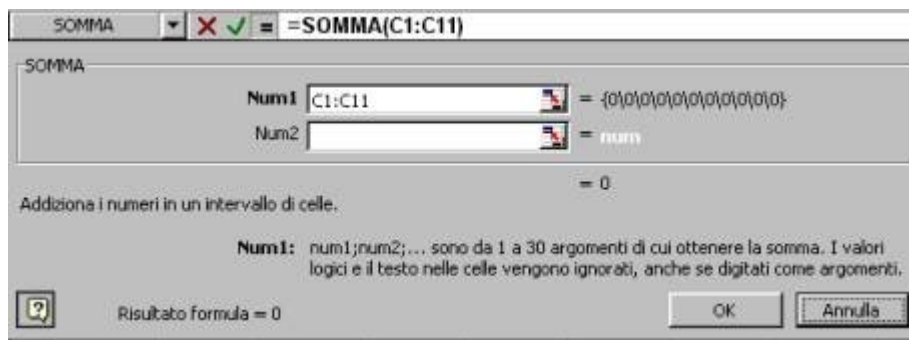 SOMMA = =SOMMA(C1:C11)
SOMMA
Num1 C1:C11 = {0\0\0\0\0\0\0\0\0\0\0}
Num2 = num
= 0
Addiziona i numeri in un intervallo di celle.
Num1: num1;num2;... sono da 1 a 30 argomenti di cui ottenere la somma. I valori
logici e il testo nelle celle vengono ignorati, anche se digitati come argomenti.
? Risultato formula = 0 OK Annulla